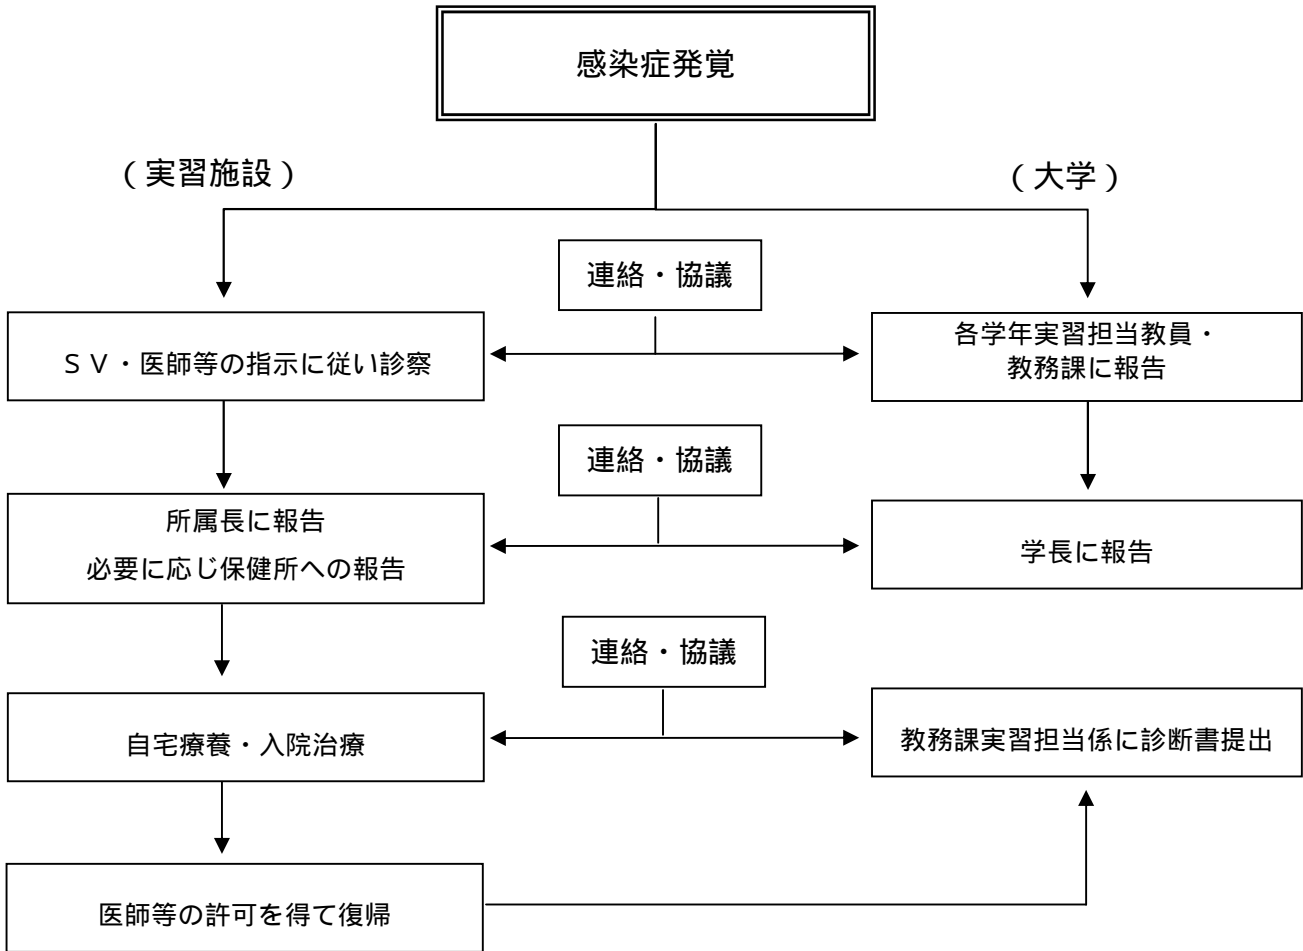 感染症発覚
（実習施設）
（大学）
連絡・協議
ＳＶ・医師等の指示に従い診察
各学年実習担当教員・
教務課に報告
連絡・協議
所属長に報告
必要に応じ保健所への報告
学長に報告
連絡・協議
自宅療養・入院治療
教務課実習担当係に診断書提出
医師等の許可を得て復帰